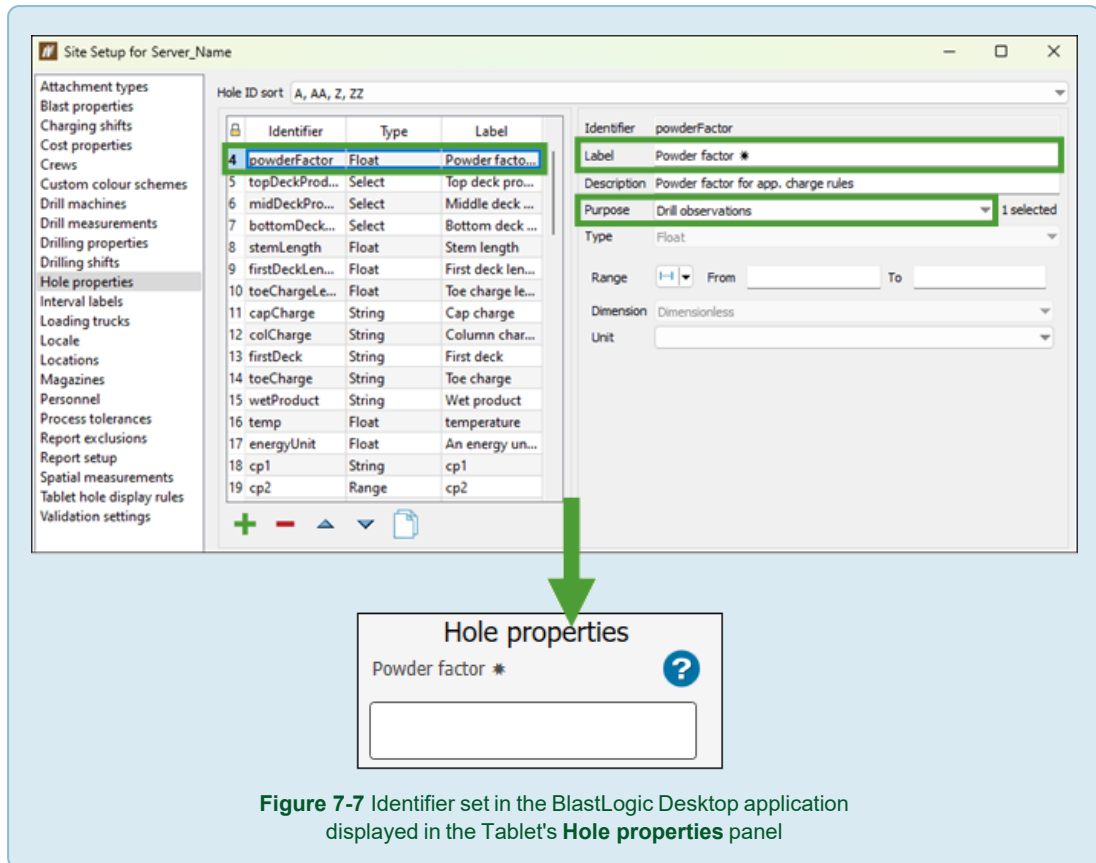 Site Setup for Server_Name
Attachment types
Blast properties
Charging shifts
Cost properties
Crews
Custom colour schemes
Drill machines
Drill measurements
Drilling properties
Drilling shifts
Hole properties
Interval labels
Loading trucks
Locale
Locations
Magazines
Personnel
Process tolerances
Report exclusions
Report setup
Spatial measurements
Tablet hole display rules
Validation settings
Hole ID sort A, AA, Z, ZZ
Identifier Type Label
4 powderFactor Float Powder facto...
5 topDeckProd... Select Top deck pro...
6 midDeckPro... Select Middle deck ...
7 bottomDeck... Select Bottom deck ...
8 stemLength Float Stem length
9 firstDeckLen... Float First deck len...
10 toeChargeLe... Float Toe charge le...
11 capCharge String Cap charge
12 colCharge String Column char...
13 firstDeck String First deck
14 toeCharge String Toe charge
15 wetProduct String Wet product
16 temp Float temperature
17 energyUnit Float An energy un...
18 cp1 String cp1
19 cp2 Range cp2
Identifier powderFactor
Label Powder factor ✷
Description Powder factor for app. charge rules
Purpose Drill observations 1 selected
Type Float
Range From To
Dimension Dimensionless
Unit
Hole properties
Powder factor ✷ ?
Figure 7-7 Identifier set in the BlastLogic Desktop application
displayed in the Tablet's Hole properties panel